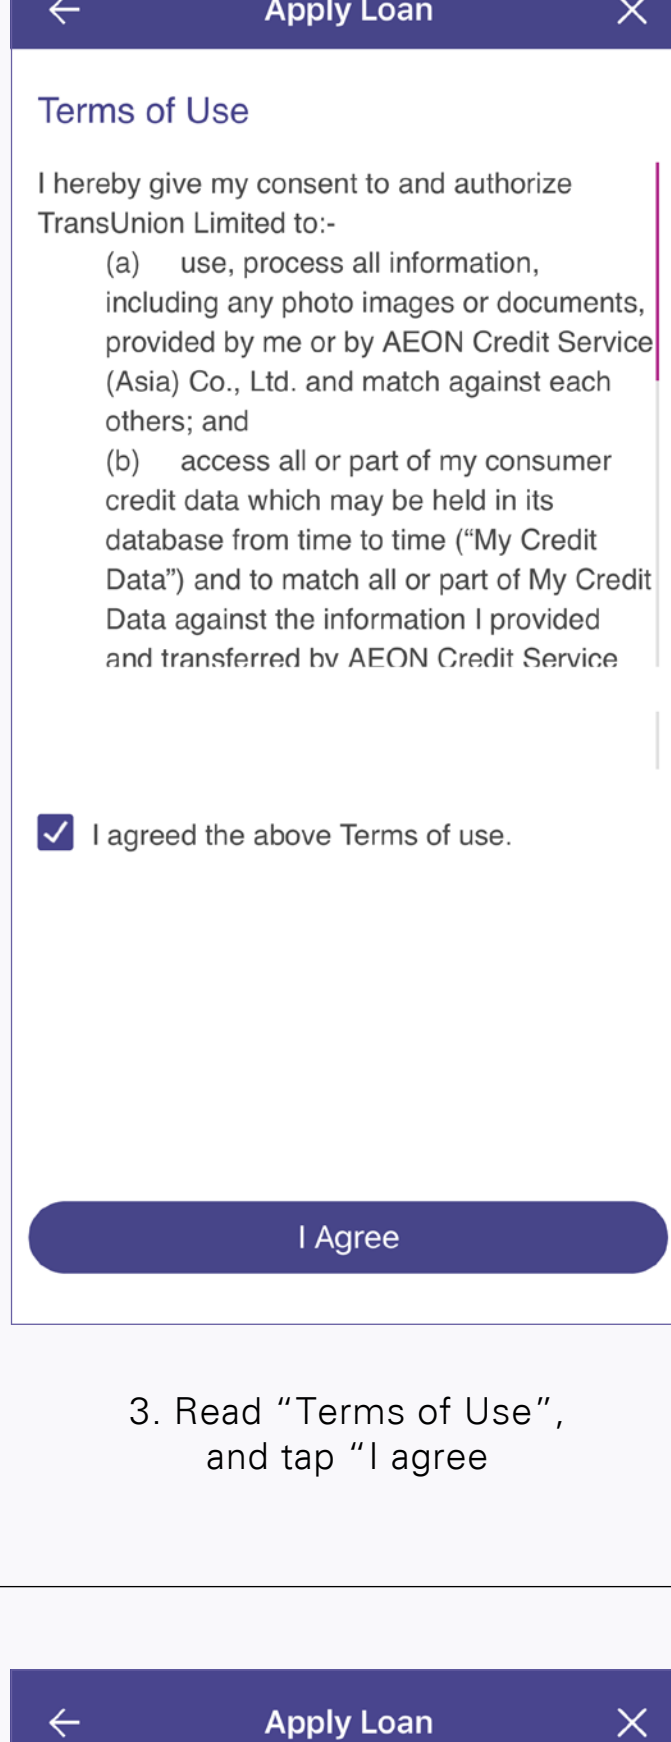 Apply Loan
Terms of Use
I hereby give my consent to and authorize
TransUnion Limited to:-
(a) use, process all information,
including any photo images or documents,
provided by me or by AEON Credit Service
(Asia) Co., Ltd. and match against each
others; and
(b) access all or part of my consumer
credit data which may be held in its
database from time to time (“My Credit
Data”) and to match all or part of My Credit
Data against the information I provided
and transferred by AEON Credit Service
I agreed the above Terms of use.
I Agree
3. Read “Terms of Use”,
and tap “I agree
Apply Loan